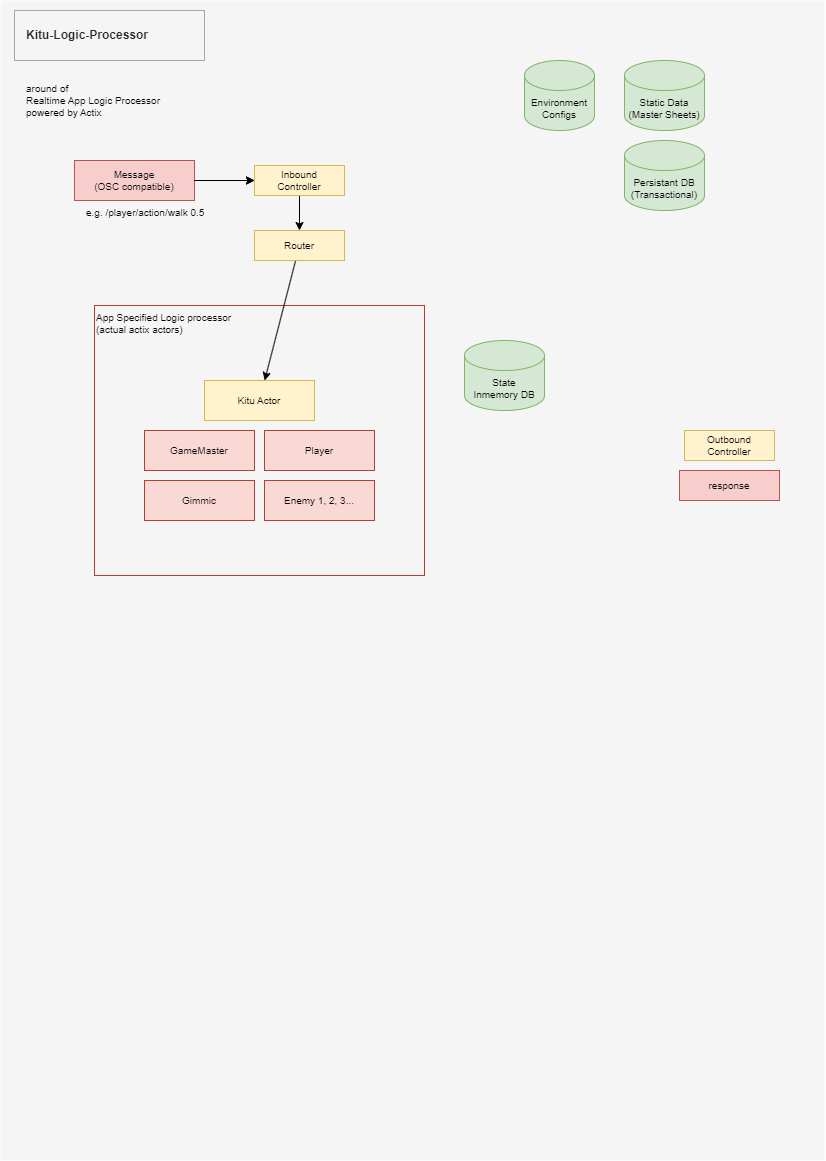 Kitu-Logic-Processor
around of
Realtime App Logic Processor
powered by Actix
Environment
Configs
Static Data
(Master Sheets)
Persistant DB
(Transactional)
Message
(OSC compatible)
e.g. /player/action/walk 0.5
Inbound
Controller
Router
App Specified Logic processor
(actual actix actors)
Kitu Actor
GameMaster
Player
Gimmic
Enemy 1, 2, 3...
State
Inmemory DB
Outbound
Controller
response